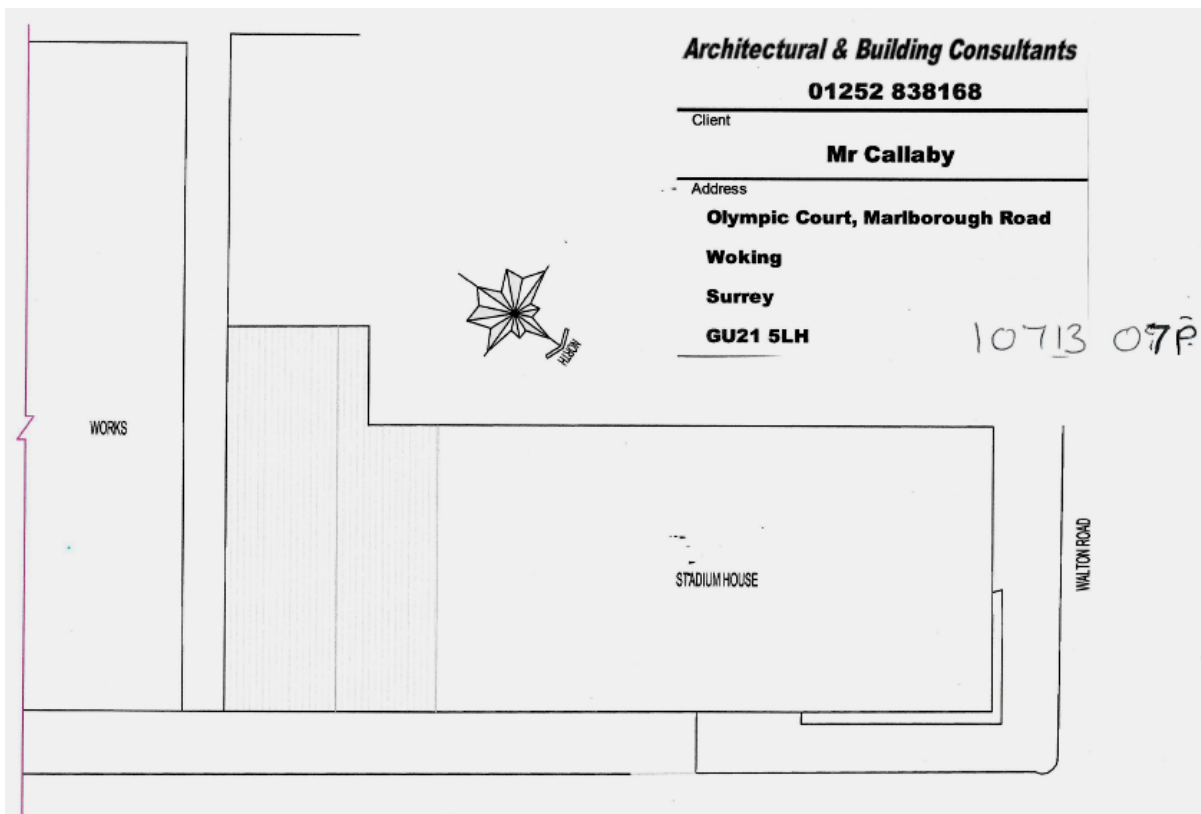 Architectural & Building Consultants
01252 838168
Client
Mr Callaby
Address
Olympic Court, Marlborough Road
Woking
Surrey
GU21 5LH
10713 07P
NORTH
WORKS
STADIUM HOUSE
WALTON ROAD